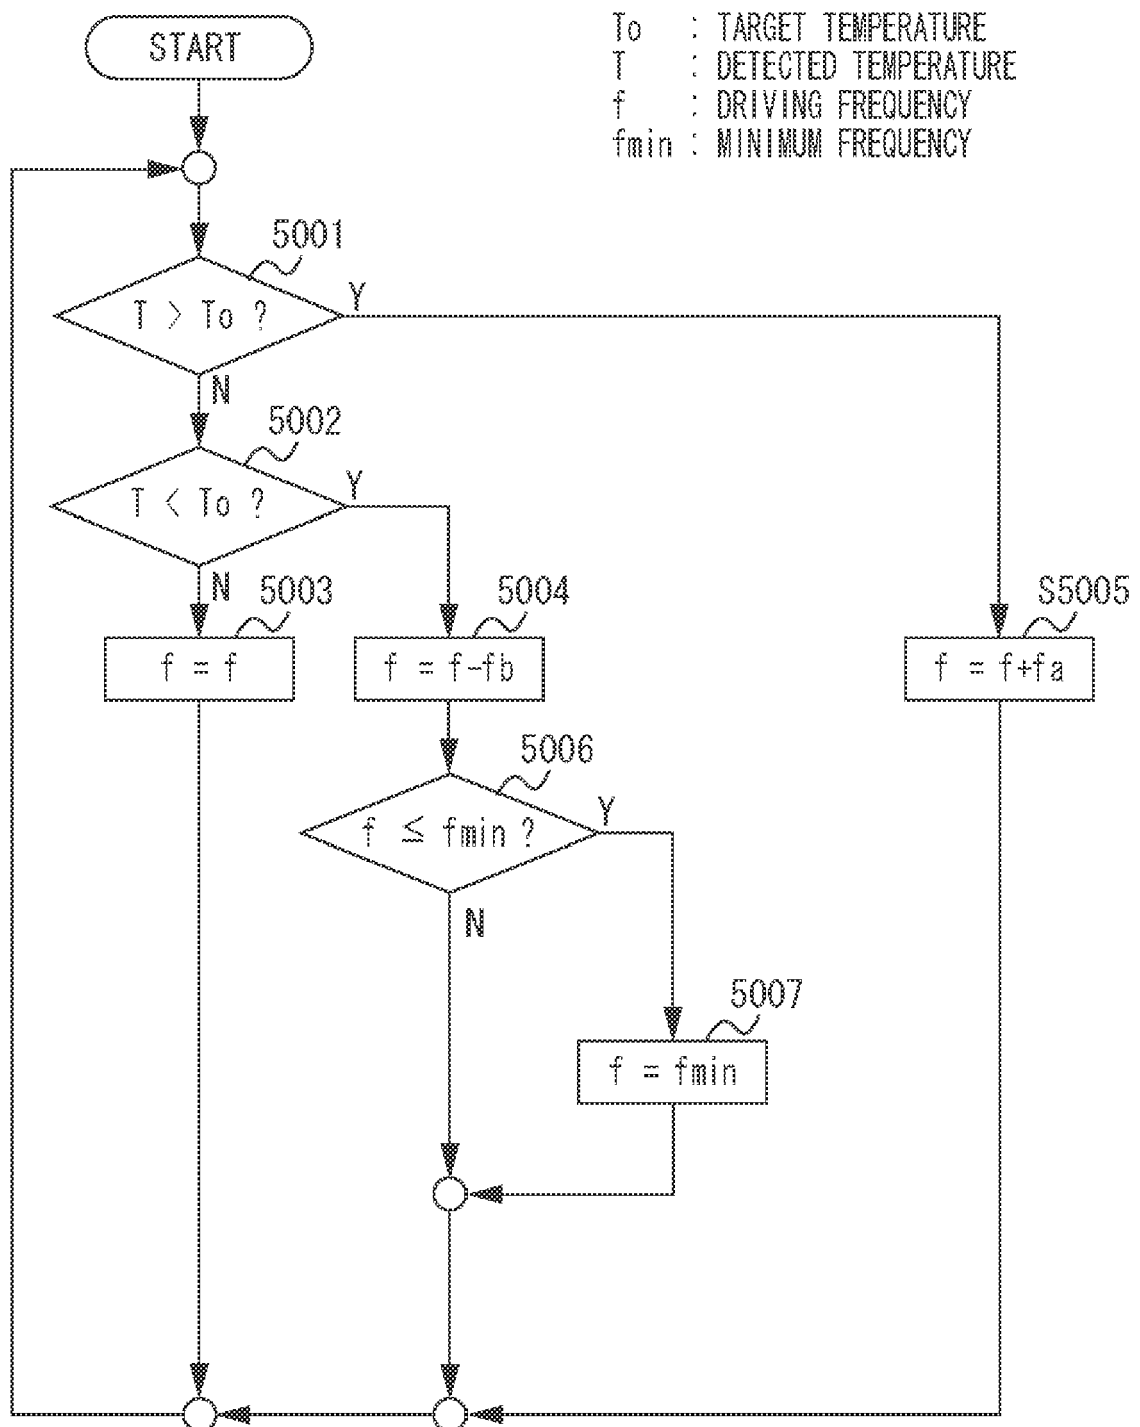 START
To : TARGET TEMPERATURE
T : DETECTED TEMPERATURE
f : DRIVING FREQUENCY
fmin : MINIMUM FREQUENCY
5001
T > To ?
Y
N
5002
T < To ?
Y
N
5003
f = f
5004
f = f-fb
S5005
f = f+fa
5006
f ≦ fmin ?
Y
N
5007
f = fmin